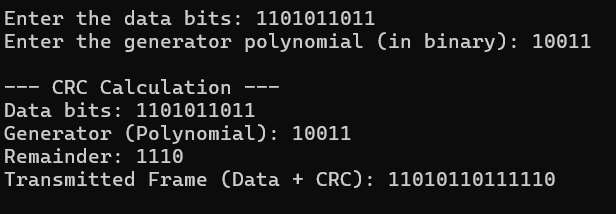 Enter the data bits: 1101011011
Enter the generator polynomial (in binary): 10011
--- CRC Calculation ---
Data bits: 1101011011
Generator (Polynomial): 10011
Remainder: 1110
Transmitted Frame (Data + CRC): 11010110111110